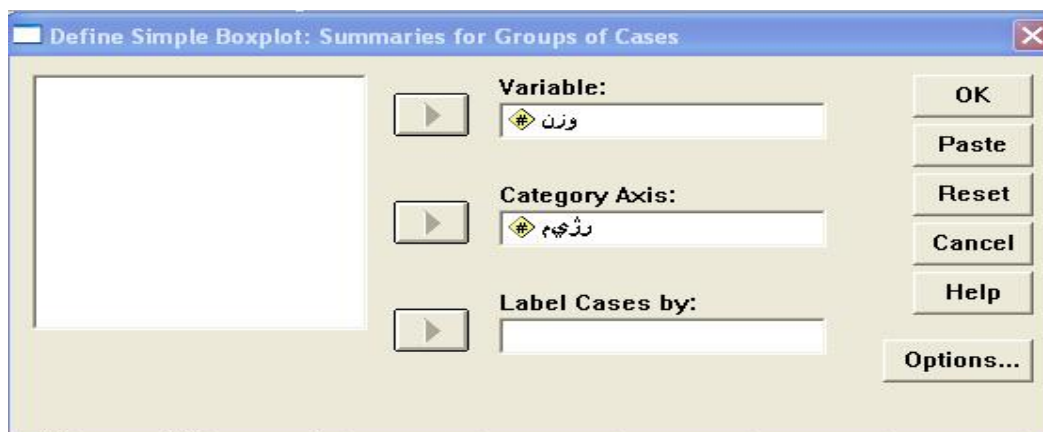 Define Simple Boxplot: Summaries for Groups of Cases
Variable:
وزن
Category Axis:
رژيم
Label Cases by:
OK
Paste
Reset
Cancel
Help
Options...